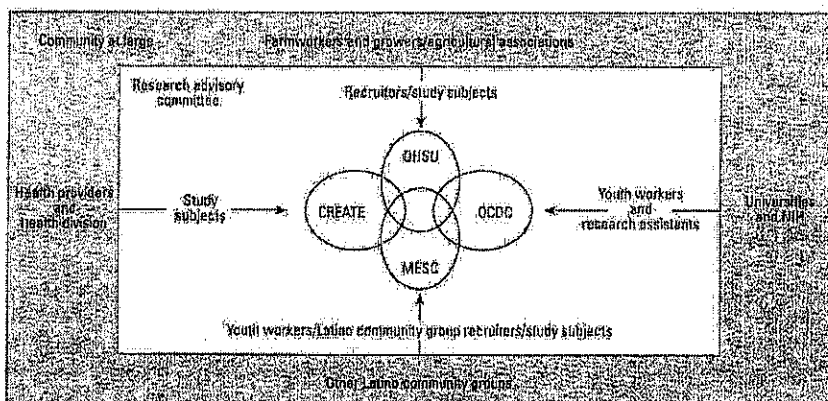 Community at large
Farmworkers and growers/agricultural associations
Research advisory
committee
Recruitors/study subjects
OHSU
Health providers
and
health division
Study
subjects
CREATE
OCDC
Youth workers
and
research assistants
Universities
and NIH
MESC
Youth workers/Latino community group recruiters/study subjects
Other Latino community groups